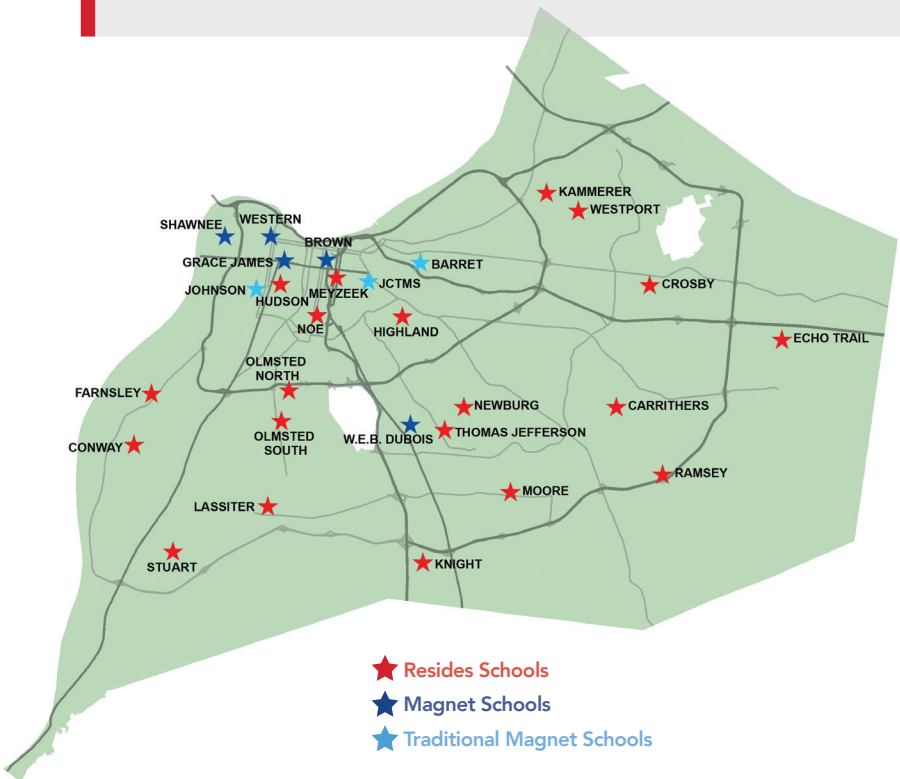 KAMMERER
WESTPORT
SHAWNEE
WESTERN
BROWN
GRACE JAMES
BARRET
JOHNSON
HUDSON
MEYZEEK
JCTMS
CROSBY
NOE
HIGHLAND
ECHO TRAIL
OLMSTED
NORTH
FARNSLEY
NEWBURG
CARRITHERS
OLMSTED
SOUTH
W.E.B. DUBOIS
THOMAS JEFFERSON
CONWAY
RAMSEY
MOORE
LASSITER
STUART
KNIGHT
Resides Schools
Magnet Schools
Traditional Magnet Schools